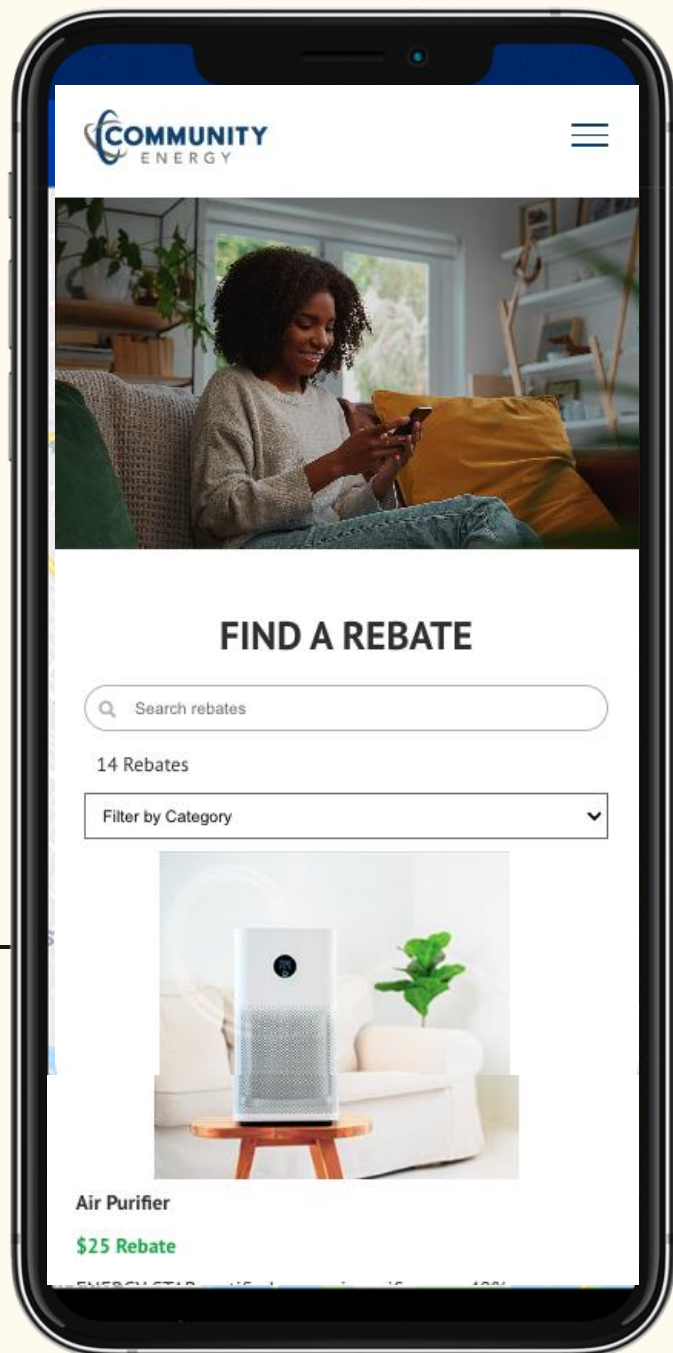 COMMUNITY
ENERGY
FIND A REBATE
Search rebates
14 Rebates
Filter by Category
Air Purifier
$25 Rebate